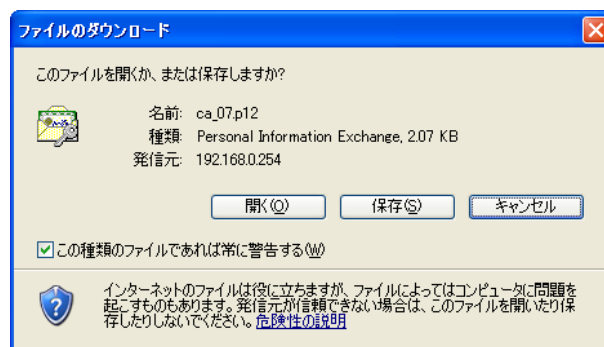 ファイルのダウンロード
このファイルを開くか、または保存しますか?
名前: ca_07.p12
種類: Personal Information Exchange, 2.07 KB
発信元: 192.168.0.254
開く(O) 保存(S) キャンセル
この種類のファイルであれば常に警告する(W)
インターネットのファイルは役に立ちますが、ファイルによってはコンピュータに問題を
起こすものもあります。発信元が信頼できない場合は、このファイルを開いたり保
存したりしないでください。危険性の説明